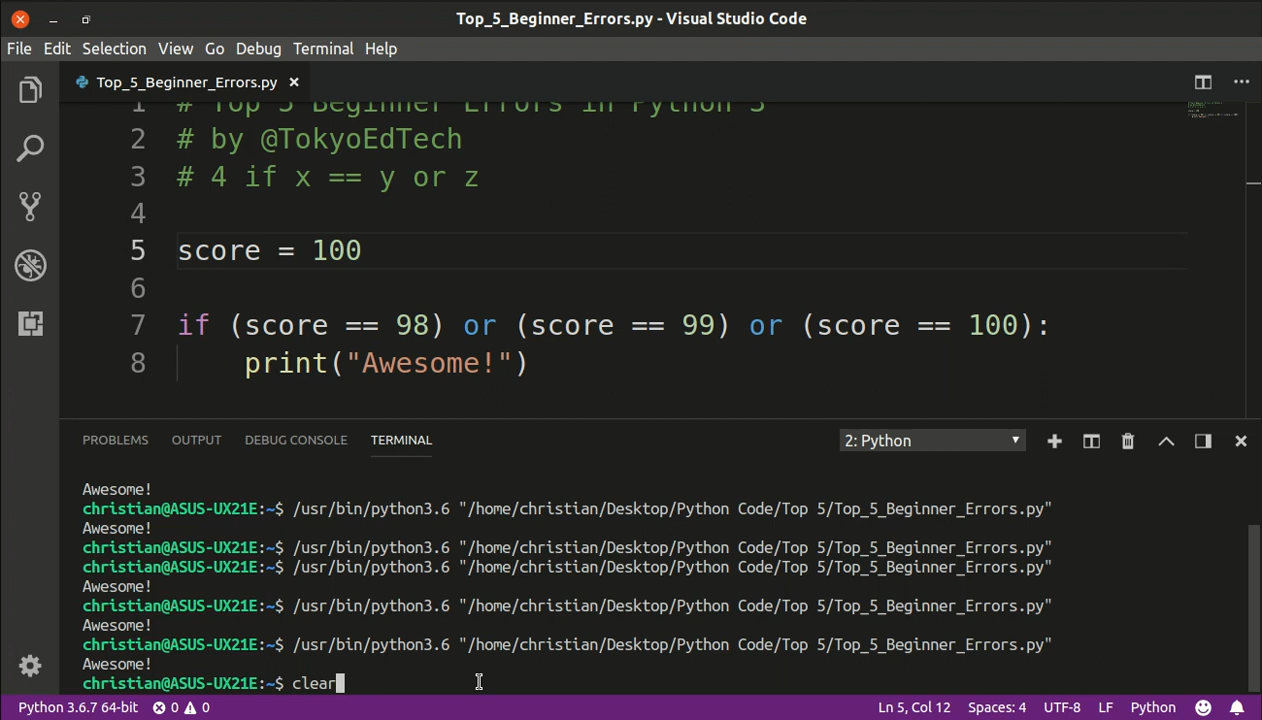 Top_5_Beginner_Errors.py - Visual Studio Code
File Edit Selection View Go Debug Terminal Help
Top_5_Beginner_Errors.py
1 # Top 5 Beginner Errors in Python 3
2 # by @TokyoEdTech
3 # 4 if x == y or z
4
5 score = 100
6
7 if (score == 98) or (score == 99) or (score == 100):
8 print("Awesome!")
PROBLEMS OUTPUT DEBUG CONSOLE TERMINAL 2: Python
Awesome!
christian@ASUS-UX21E:~$ /usr/bin/python3.6 "/home/christian/Desktop/Python Code/Top 5/Top_5_Beginner_Errors.py"
Awesome!
christian@ASUS-UX21E:~$ /usr/bin/python3.6 "/home/christian/Desktop/Python Code/Top 5/Top_5_Beginner_Errors.py"
christian@ASUS-UX21E:~$ /usr/bin/python3.6 "/home/christian/Desktop/Python Code/Top 5/Top_5_Beginner_Errors.py"
Awesome!
christian@ASUS-UX21E:~$ /usr/bin/python3.6 "/home/christian/Desktop/Python Code/Top 5/Top_5_Beginner_Errors.py"
Awesome!
christian@ASUS-UX21E:~$ /usr/bin/python3.6 "/home/christian/Desktop/Python Code/Top 5/Top_5_Beginner_Errors.py"
Awesome!
christian@ASUS-UX21E:~$ clear
Python 3.6.7 64-bit 0 0 Ln 5, Col 12 Spaces: 4 UTF-8 LF Python